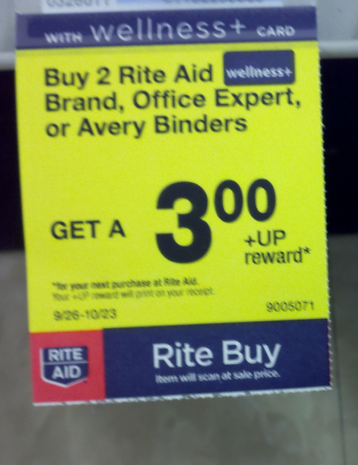 WITH wellness+ CARD
Buy 2 Rite Aid wellness+
Brand, Office Expert,
or Avery Binders
GET A 3.00
+UP
reward*
*for your next purchase at Rite Aid.
Your +UP reward will print on your receipt.
9/26-10/23 9005071
RITE
AID
Rite Buy
Item will scan at sale price.